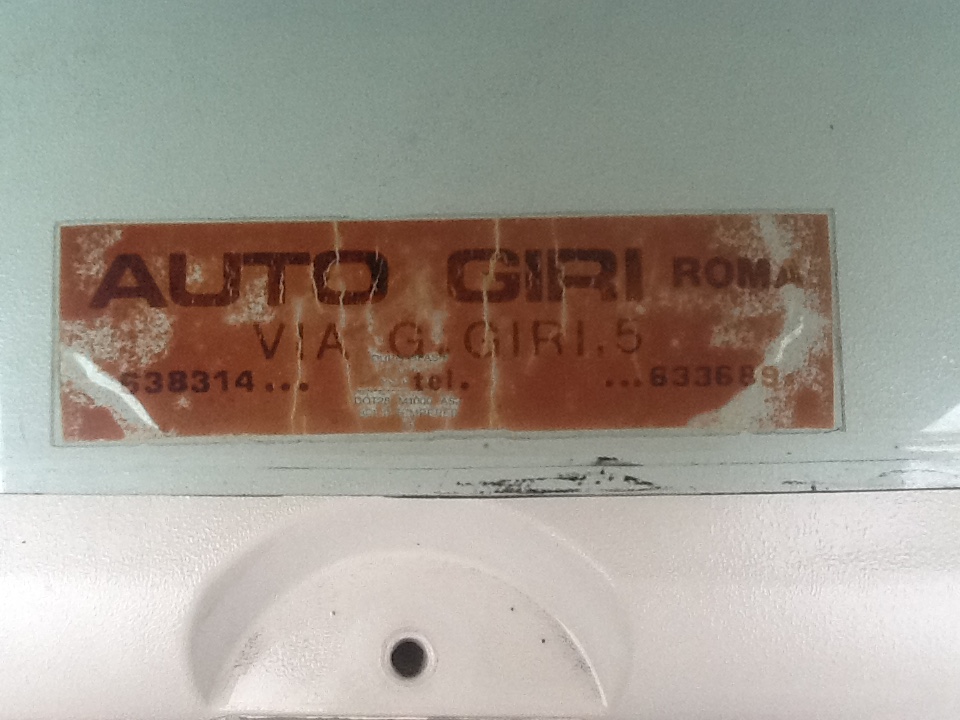 AUTO GIRI ROMA
VIA G. GIRI. 5
638314... tel. ...633689